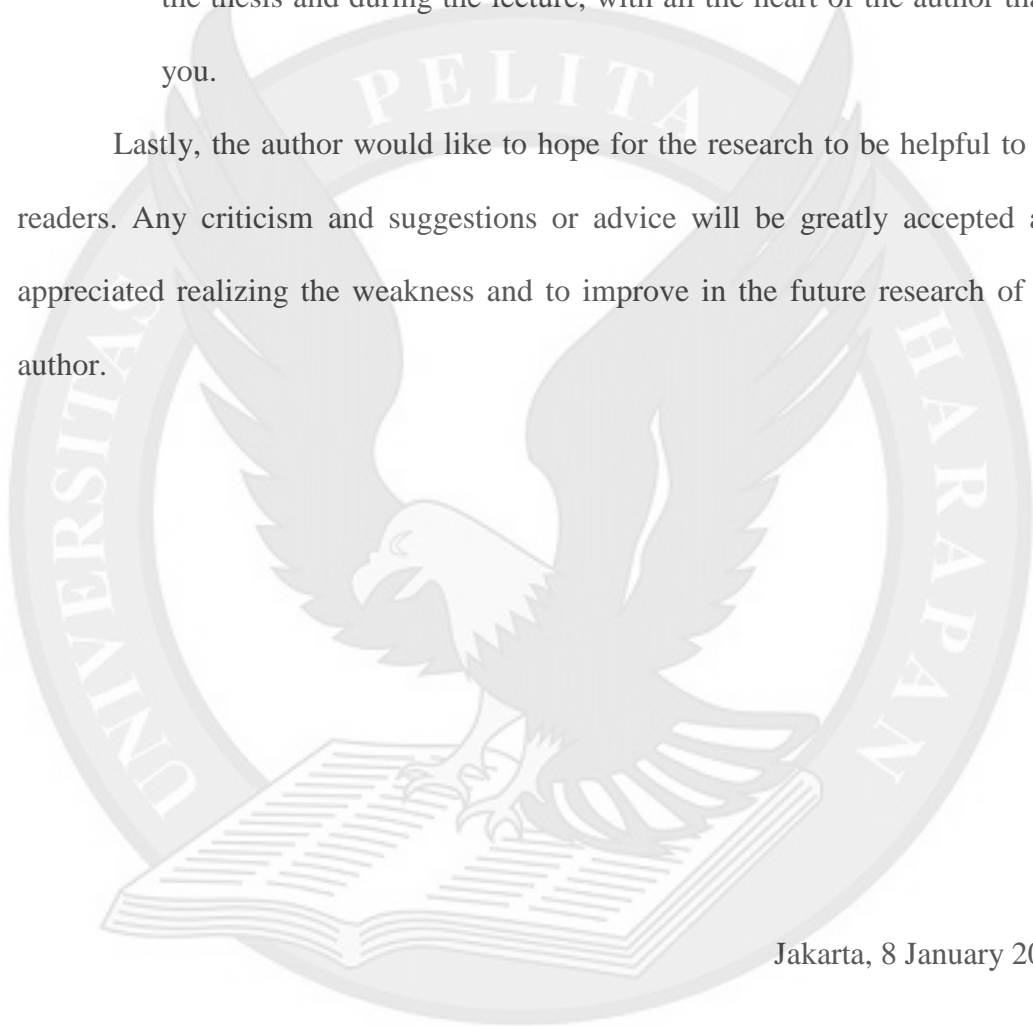 the thesis and during the lecture, with all the heart of the author
you.
Lastly, the author would like to hope for the research to be helpful to
readers. Any criticism and suggestions or advice will be greatly accepted
appreciated realizing the weakness and to improve in the future research of
author.
Jakarta, 8 January
UNIVERSITAS PELITA HARAPAN